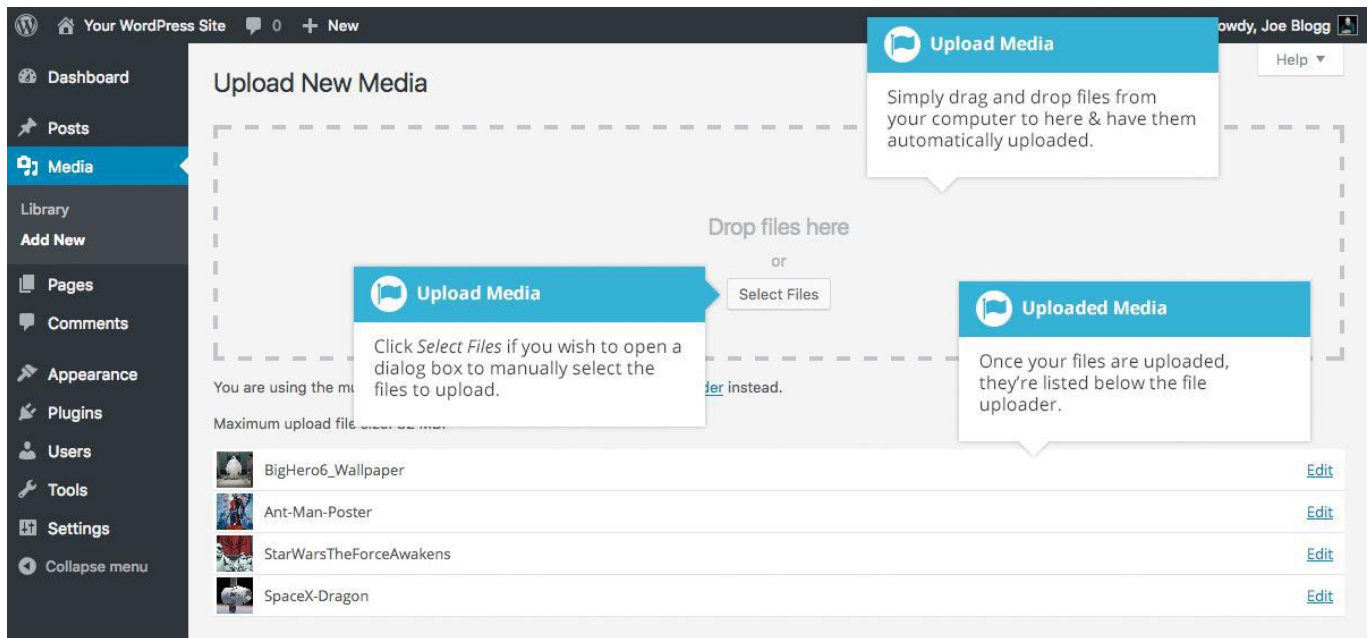 Your WordPress Site 0 + New
owdy, Joe Blogg
Help
Dashboard
Posts
Media
Library
Add New
Pages
Comments
Appearance
Plugins
Users
Tools
Settings
Collapse menu
Upload New Media
Upload Media
Simply drag and drop files from
your computer to here & have them
automatically uploaded.
Drop files here
or
Select Files
Upload Media
Click Select Files if you wish to open a
dialog box to manually select the
files to upload.
Uploaded Media
Once your files are uploaded,
they’re listed below the file
uploader.
You are using the instead.
Maximum upload file
BigHero6_Wallpaper Edit
Ant-Man-Poster Edit
StarWarsTheForceAwakens Edit
SpaceX-Dragon Edit